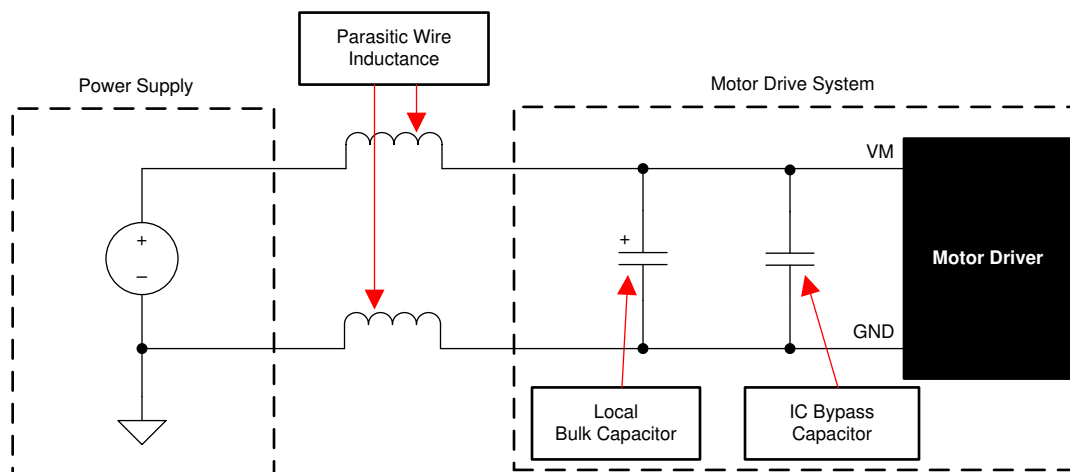 Parasitic Wire
Inductance
Power Supply
Motor Drive System
VM
+
–
+
Motor Driver
GND
Local
Bulk Capacitor
IC Bypass
Capacitor